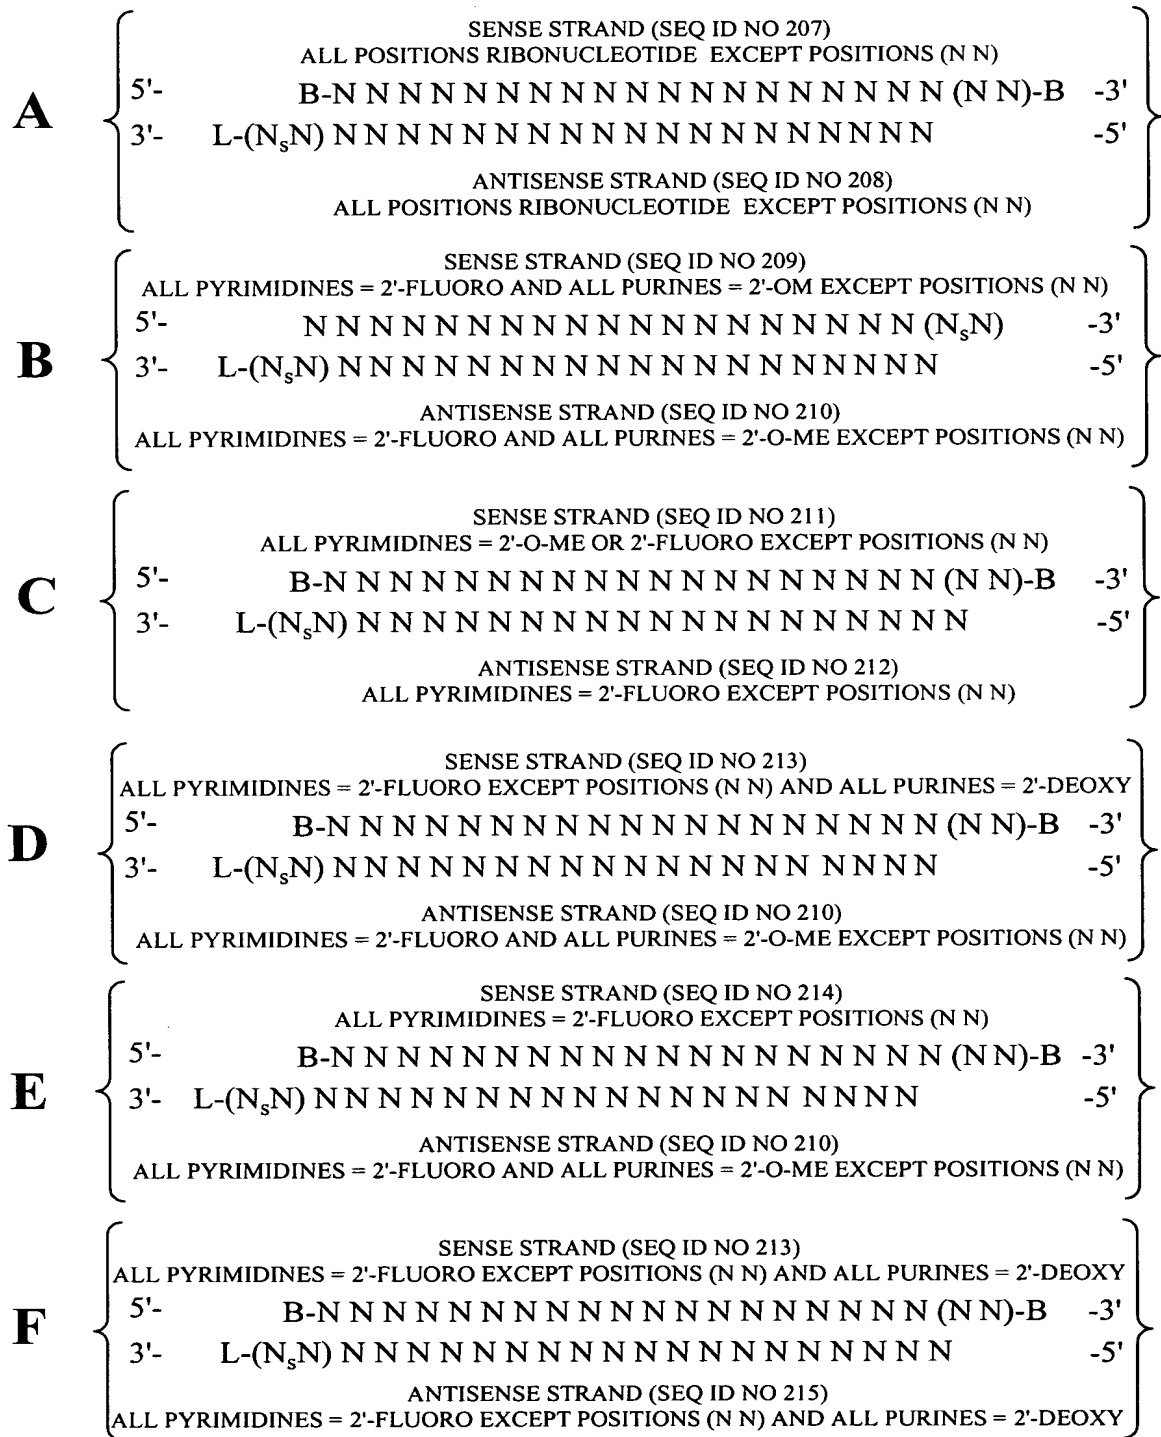 A
SENSE STRAND (SEQ ID NO 207)
ALL POSITIONS RIBONUCLEOTIDE EXCEPT POSITIONS (N N)
5'- B-N N N N N N N N N N N N N N N N N N N (N N)-B -3'
3'- L-(NsN) N N N N N N N N N N N N N N N N N N N -5'
ANTISENSE STRAND (SEQ ID NO 208)
ALL POSITIONS RIBONUCLEOTIDE EXCEPT POSITIONS (N N)
B
SENSE STRAND (SEQ ID NO 209)
ALL PYRIMIDINES = 2'-FLUORO AND ALL PURINES = 2'-OM EXCEPT POSITIONS (N N)
5'- N N N N N N N N N N N N N N N N N N N (NsN) -3'
3'- L-(NsN) N N N N N N N N N N N N N N N N N N N -5'
ANTISENSE STRAND (SEQ ID NO 210)
ALL PYRIMIDINES = 2'-FLUORO AND ALL PURINES = 2'-O-ME EXCEPT POSITIONS (N N)
C
SENSE STRAND (SEQ ID NO 211)
ALL PYRIMIDINES = 2'-O-ME OR 2'-FLUORO EXCEPT POSITIONS (N N)
5'- B-N N N N N N N N N N N N N N N N N N N (N N)-B -3'
3'- L-(NsN) N N N N N N N N N N N N N N N N N N N -5'
ANTISENSE STRAND (SEQ ID NO 212)
ALL PYRIMIDINES = 2'-FLUORO EXCEPT POSITIONS (N N)
D
SENSE STRAND (SEQ ID NO 213)
ALL PYRIMIDINES = 2'-FLUORO EXCEPT POSITIONS (N N) AND ALL PURINES = 2'-DEOXY
5'- B-N N N N N N N N N N N N N N N N N N N (N N)-B -3'
3'- L-(NsN) N N N N N N N N N N N N N N N N N N N -5'
ANTISENSE STRAND (SEQ ID NO 210)
ALL PYRIMIDINES = 2'-FLUORO AND ALL PURINES = 2'-O-ME EXCEPT POSITIONS (N N)
E
SENSE STRAND (SEQ ID NO 214)
ALL PYRIMIDINES = 2'-FLUORO EXCEPT POSITIONS (N N)
5'- B-N N N N N N N N N N N N N N N N N N N (N N)-B -3'
3'- L-(NsN) N N N N N N N N N N N N N N N N N N N -5'
ANTISENSE STRAND (SEQ ID NO 210)
ALL PYRIMIDINES = 2'-FLUORO AND ALL PURINES = 2'-O-ME EXCEPT POSITIONS (N N)
F
SENSE STRAND (SEQ ID NO 213)
ALL PYRIMIDINES = 2'-FLUORO EXCEPT POSITIONS (N N) AND ALL PURINES = 2'-DEOXY
5'- B-N N N N N N N N N N N N N N N N N N N (N N)-B -3'
3'- L-(NsN) N N N N N N N N N N N N N N N N N N N -5'
ANTISENSE STRAND (SEQ ID NO 215)
ALL PYRIMIDINES = 2'-FLUORO EXCEPT POSITIONS (N N) AND ALL PURINES = 2'-DEOXY